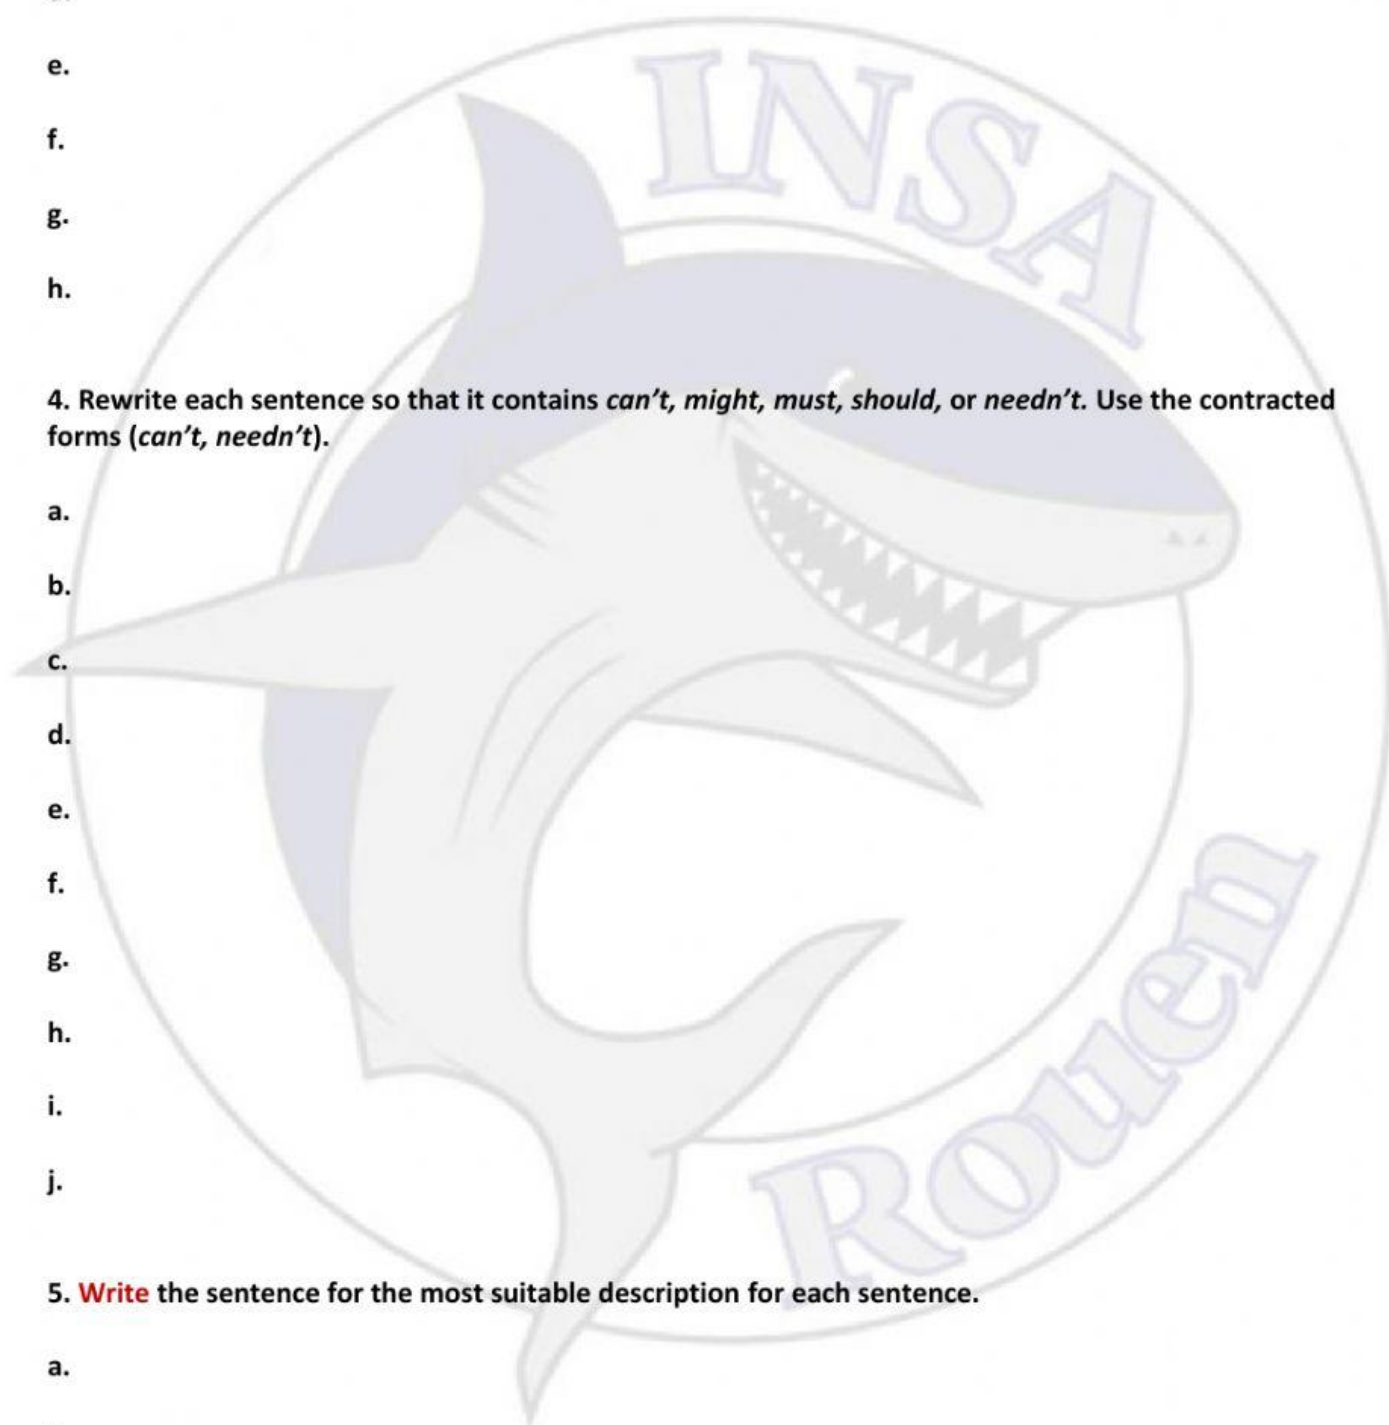 e.
f.
g.
h.
4. Rewrite each sentence so that it contains can't, might, must, should, or needn't. Use the contracted
forms (can't, needn't).
a.
b.
c.
d.
e.
f.
g.
h.
i.
j.
5. Write the sentence for the most suitable description for each sentence.
a.
INSA
Rouen